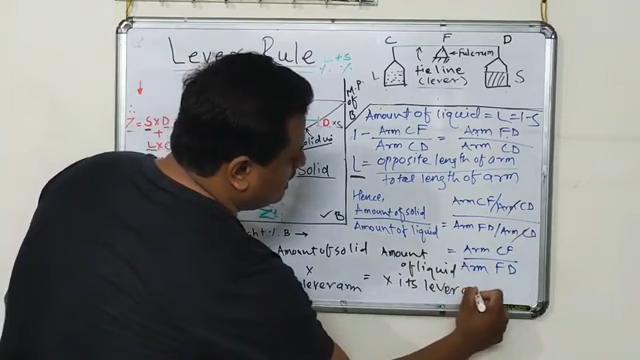 Lever Rule
C F D
Fulcrum
L tie line S
(lever)
M.P.
of
B
D
solidus
Solid
Amount of liquid = L = 1-S
1 - Arm CF / Arm CD = Arm FD / Arm CD
L = opposite length of arm / total length of arm
Hence,
Amount of solid / Amount of liquid = Arm CF/Arm CD / Arm FD/Arm CD
= Arm CF / Arm FD
B
ht % B →
Amount of solid Amount of liquid
x
lever arm = x its lever